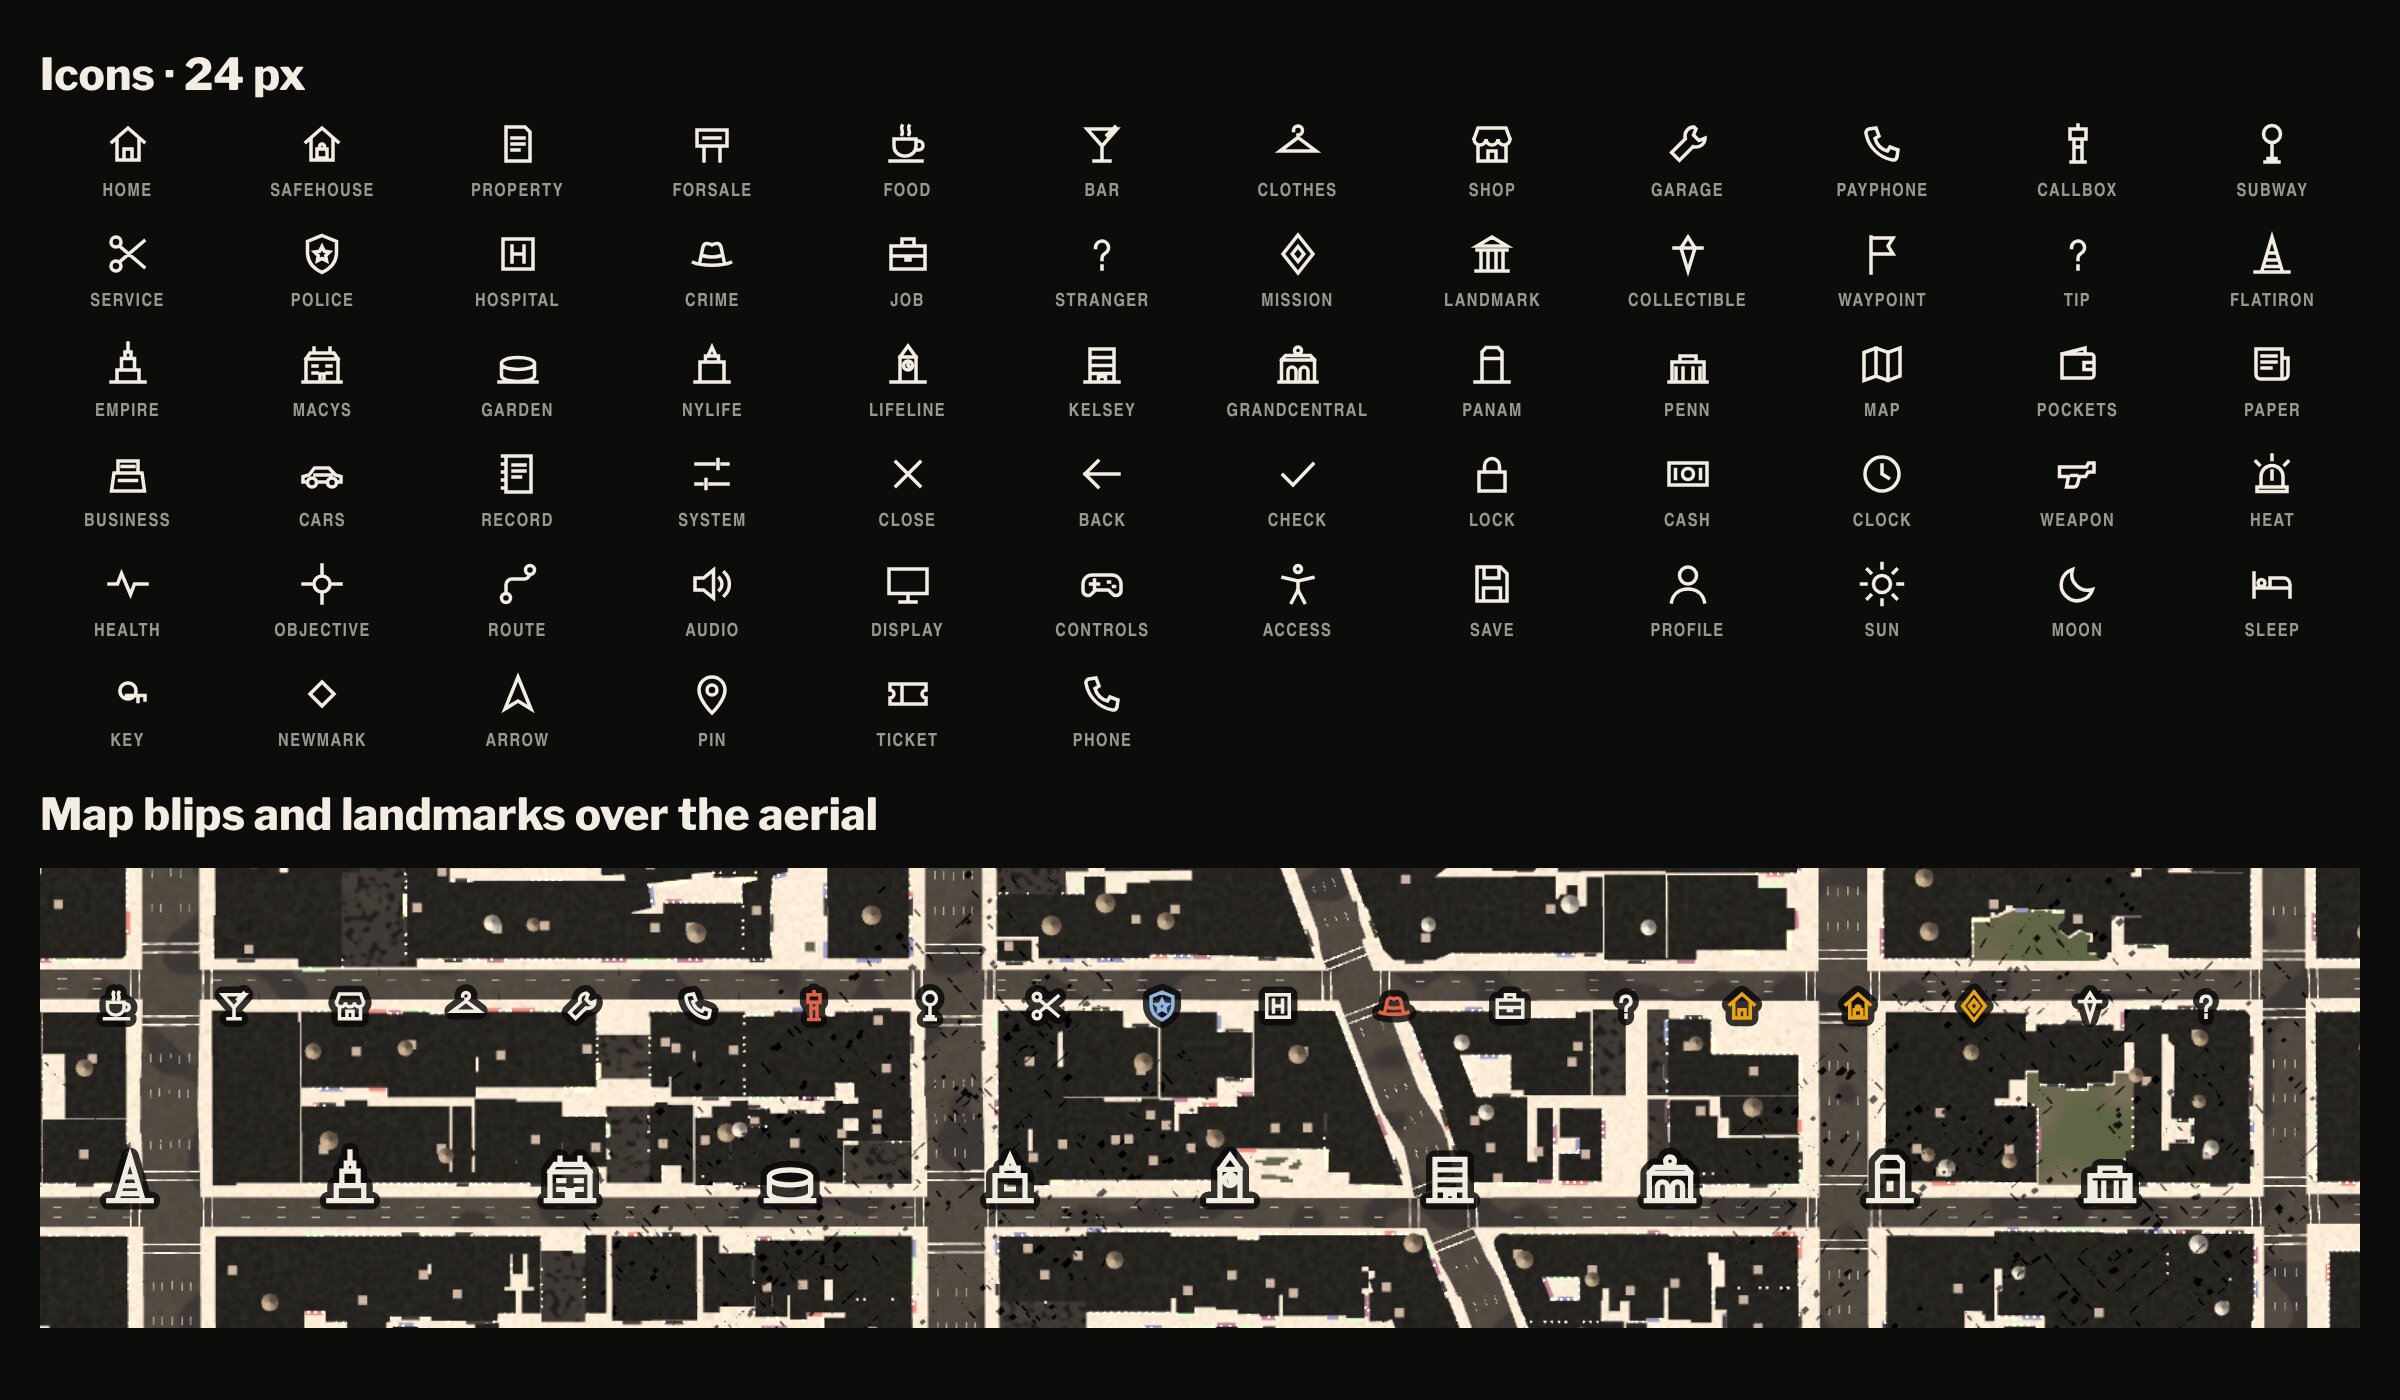 Icons · 24 px
HOME SAFEHOUSE PROPERTY FORSALE FOOD BAR CLOTHES SHOP GARAGE PAYPHONE CALLBOX SUBWAY
SERVICE POLICE HOSPITAL CRIME JOB STRANGER MISSION LANDMARK COLLECTIBLE WAYPOINT TIP FLATIRON
EMPIRE MACYS GARDEN NYLIFE LIFELINE KELSEY GRANDCENTRAL PANAM PENN MAP POCKETS PAPER
BUSINESS CARS RECORD SYSTEM CLOSE BACK CHECK LOCK CASH CLOCK WEAPON HEAT
HEALTH OBJECTIVE ROUTE AUDIO DISPLAY CONTROLS ACCESS SAVE PROFILE SUN MOON SLEEP
KEY NEWMARK ARROW PIN TICKET PHONE
Map blips and landmarks over the aerial